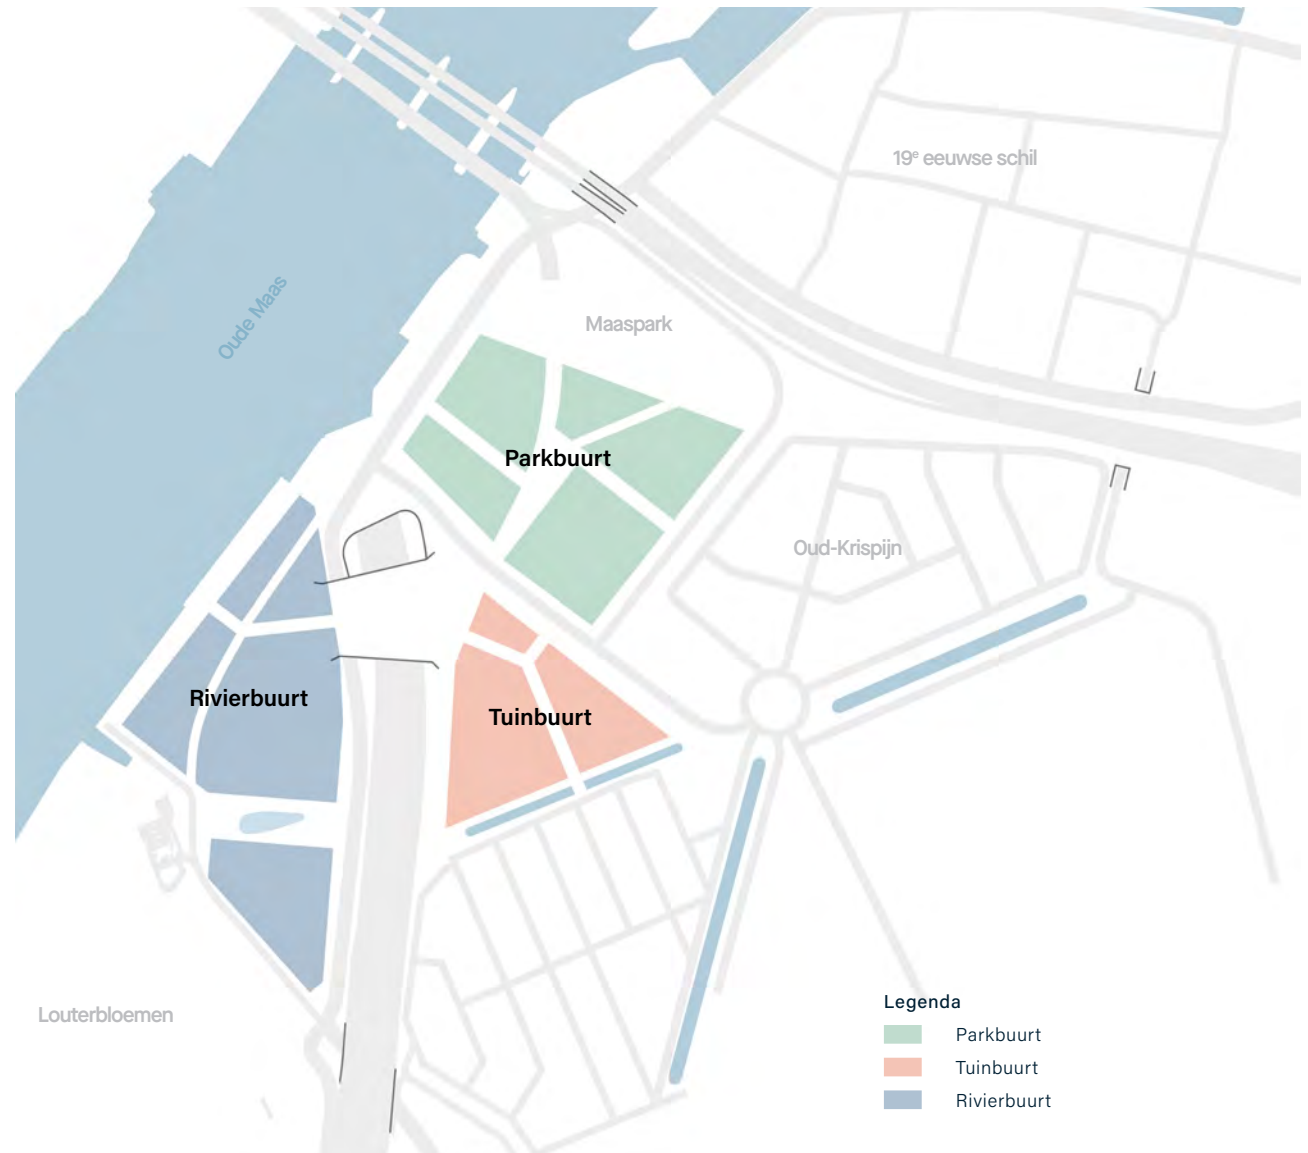 19e eeuwse schil
Oude Maas
Maaspark
Parkbuurt
Oud-Krispijn
Rivierbuurt
Tuinbuurt
Louterbloemen
Legenda
Parkbuurt
Tuinbuurt
Rivierbuurt